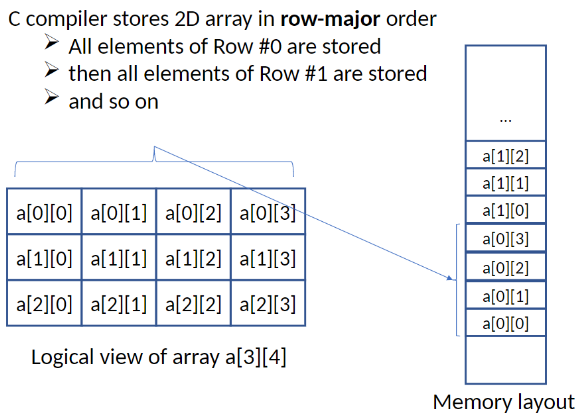 C compiler stores 2D array in row-major order
➢ All elements of Row #0 are stored
➢ then all elements of Row #1 are stored
➢ and so on
a[0][0] a[0][1] a[0][2] a[0][3]
a[1][0] a[1][1] a[1][2] a[1][3]
a[2][0] a[2][1] a[2][2] a[2][3]
Logical view of array a[3][4]
...
a[1][2]
a[1][1]
a[1][0]
a[0][3]
a[0][2]
a[0][1]
a[0][0]
Memory layout